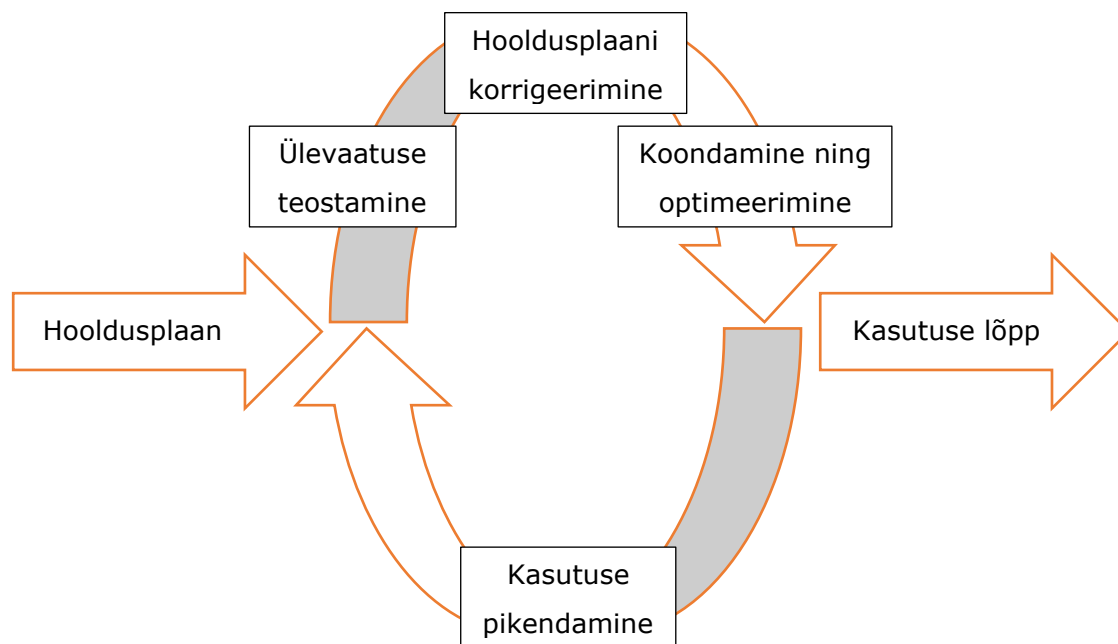 Hooldusplaani
korrigeerimine
Ülevaatuse
teostamine
Koondamine ning
optimeerimine
Hooldusplaan
Kasutuse lõpp
Kasutuse
pikendamine